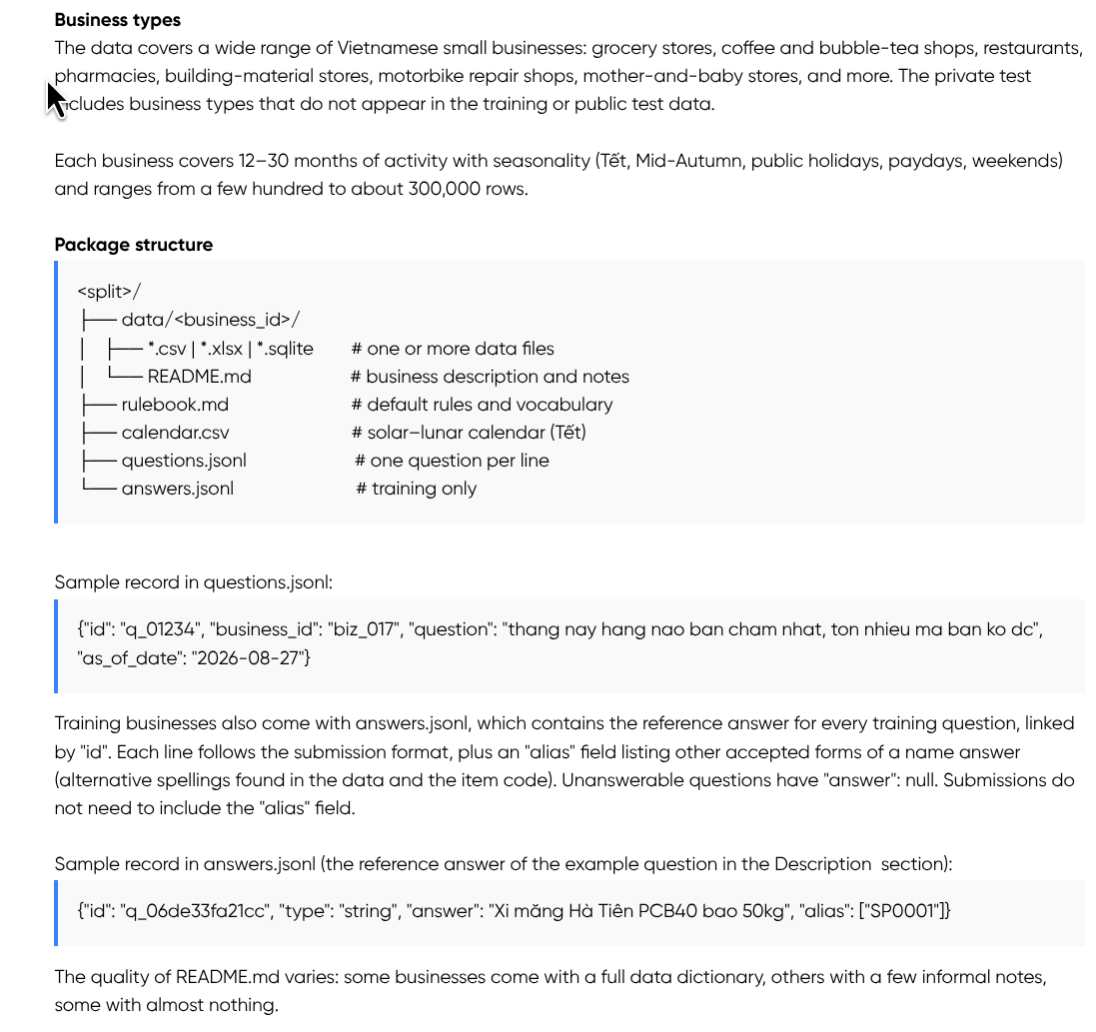 Business types
The data covers a wide range of Vietnamese small businesses: grocery stores, coffee and bubble-tea shops, restaurants,
pharmacies, building-material stores, motorbike repair shops, mother-and-baby stores, and more. The private test
includes business types that do not appear in the training or public test data.
Each business covers 12–30 months of activity with seasonality (Tết, Mid-Autumn, public holidays, paydays, weekends)
and ranges from a few hundred to about 300,000 rows.
Package structure
<split>/
├── data/<business_id>/
│ ├── *.csv | *.xlsx | *.sqlite # one or more data files
│ └── README.md # business description and notes
├── rulebook.md # default rules and vocabulary
├── calendar.csv # solar–lunar calendar (Tết)
├── questions.jsonl # one question per line
└── answers.jsonl # training only
Sample record in questions.jsonl:
{"id": "q_01234", "business_id": "biz_017", "question": "thang nay hang nao ban cham nhat, ton nhieu ma ban ko dc",
"as_of_date": "2026-08-27"}
Training businesses also come with answers.jsonl, which contains the reference answer for every training question, linked
by "id". Each line follows the submission format, plus an "alias" field listing other accepted forms of a name answer
(alternative spellings found in the data and the item code). Unanswerable questions have "answer": null. Submissions do
not need to include the "alias" field.
Sample record in answers.jsonl (the reference answer of the example question in the Description section):
{"id": "q_06de33fa21cc", "type": "string", "answer": "Xi măng Hà Tiên PCB40 bao 50kg", "alias": ["SP0001"]}
The quality of README.md varies: some businesses come with a full data dictionary, others with a few informal notes,
some with almost nothing.